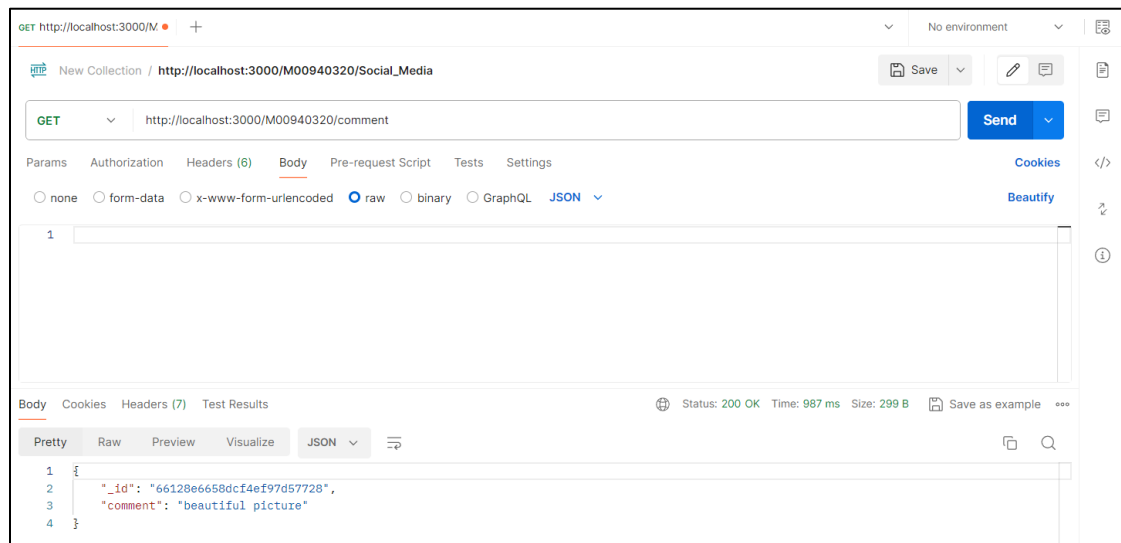 GET http://localhost:3000/M
No environment
New Collection / http://localhost:3000/M00940320/Social_Media
Save
GET http://localhost:3000/M00940320/comment Send
Params Authorization Headers (6) Body Pre-request Script Tests Settings Cookies
none form-data x-www-form-urlencoded raw binary GraphQL JSON Beautify
1
Body Cookies Headers (7) Test Results Status: 200 OK Time: 987 ms Size: 299 B Save as example
Pretty Raw Preview Visualize JSON
1 {
2 "_id": "66128e6658dcf4ef97d57728",
3 "comment": "beautiful picture"
4 }